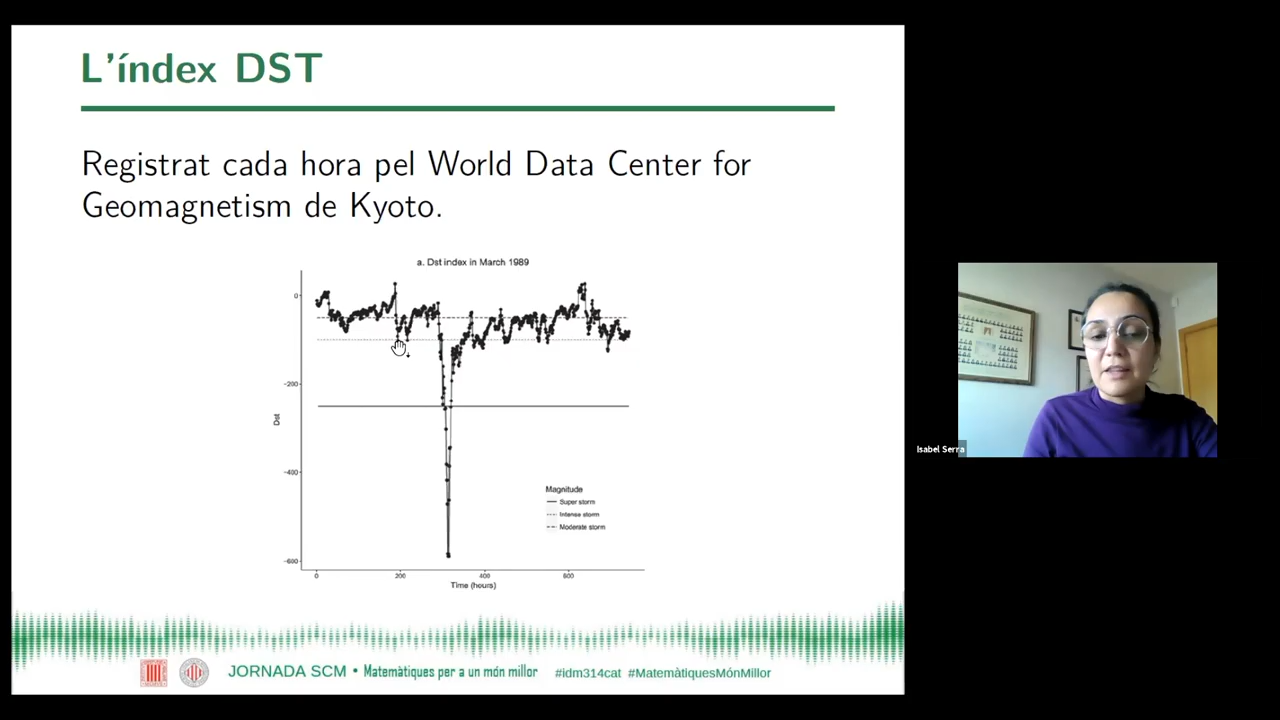 L'índex DST
Registrat cada hora pel World Data Center for
Geomagnetism de Kyoto.
a. Dst index in March 1989
0
-200
-400
-600
Dst
Magnitude
Super storm
Intense storm
Moderate storm
0 200 400 800
Time (hours)
Isabel Serra
JORNADA SCM • Matemàtiques per a un món millor #idm314cat #MatemàtiquesMónMillor